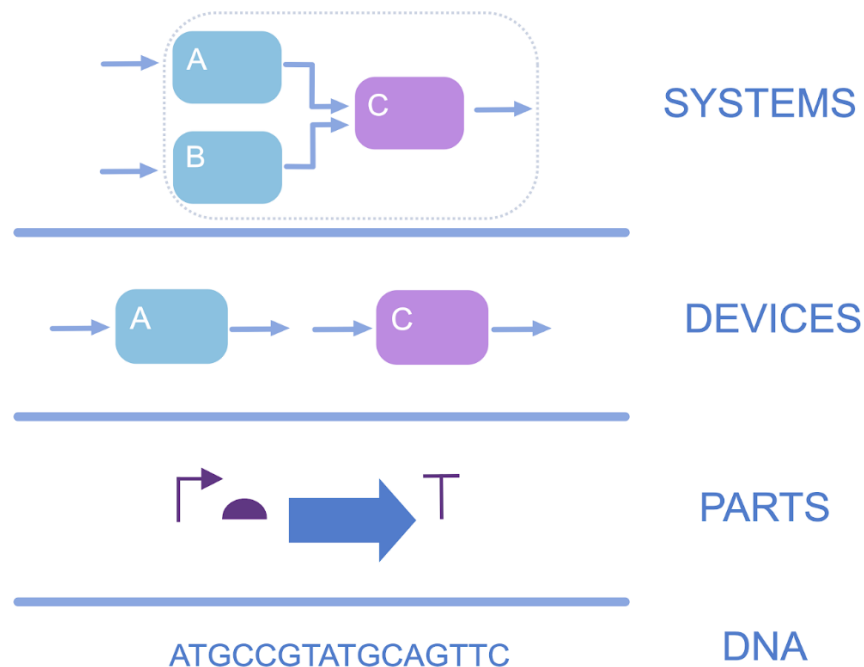 A
B
C
SYSTEMS
A
C
DEVICES
PARTS
ATGCCGTATGCAGTTC
DNA